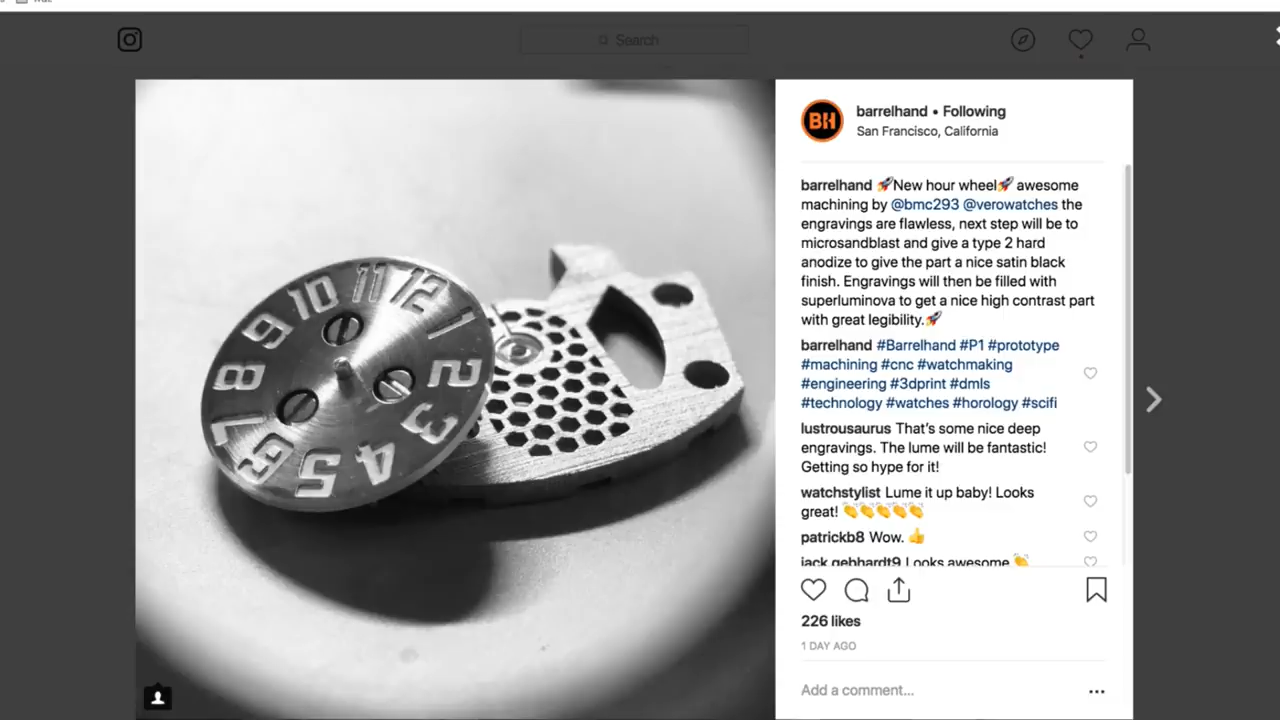 Search
barrelhand • Following
San Francisco, California
BH
barrelhand 🚀New hour wheel🚀 awesome
machining by @bmc293 @verowatches the
engravings are flawless, next step will be to
microsandblast and give a type 2 hard
anodize to give the part a nice satin black
finish. Engravings will then be filled with
superluminova to get a nice high contrast part
with great legibility.🚀
barrelhand #Barrelhand #P1 #prototype
#machining #cnc #watchmaking
#engineering #3dprint #dmls
#technology #watches #horology #scifi
lustrousaurus That's some nice deep
engravings. The lume will be fantastic!
Getting so hype for it!
watchstylist Lume it up baby! Looks
great! 👏👏👏👏👏
patrickb8 Wow. 👍
jack_gebhardt9 Looks awesome 👏
226 likes
1 DAY AGO
Add a comment...
12
1
2
3
4
5
6
7
8
9
10
11